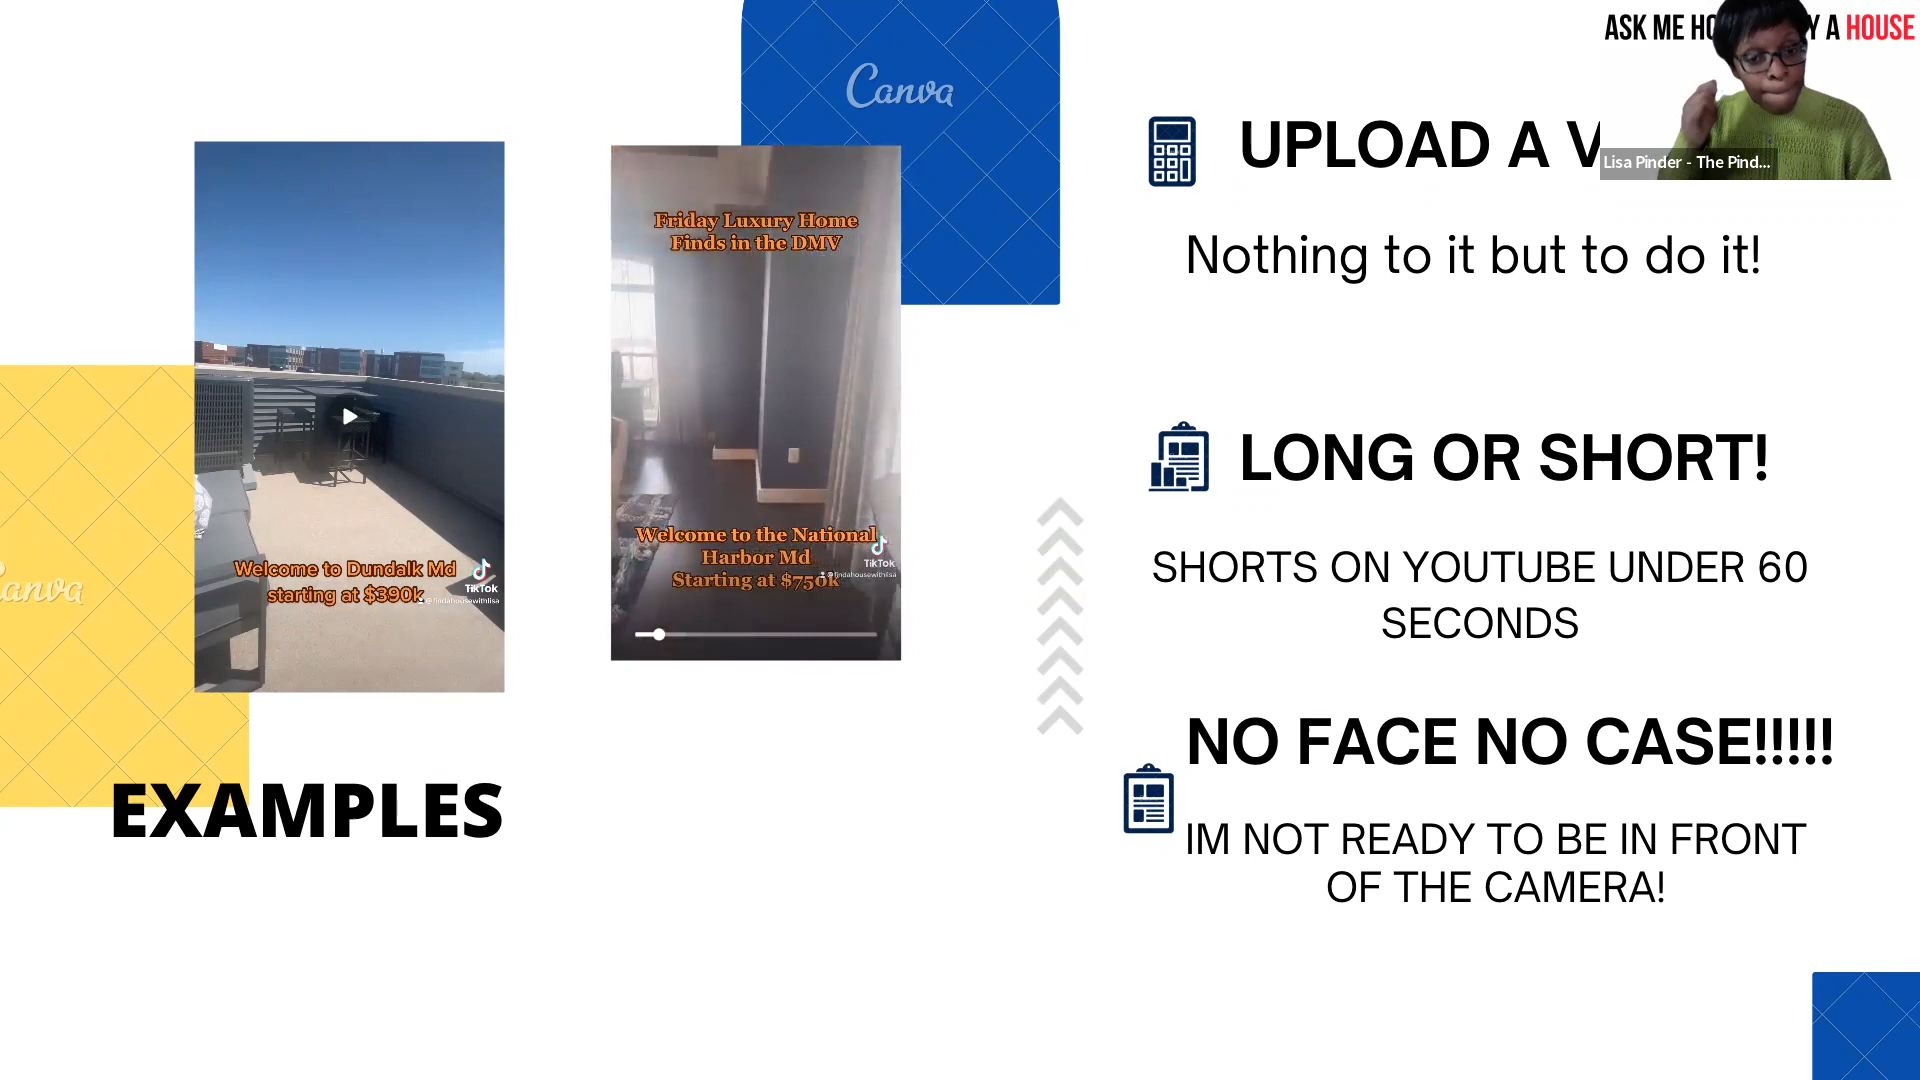 ASK ME HO Y A HOUSE
Canva
UPLOAD A V
Lisa Pinder - The Pind...
Nothing to it but to do it!
Friday Luxury Home
Finds in the DMV
LONG OR SHORT!
SHORTS ON YOUTUBE UNDER 60
SECONDS
Welcome to Dundalk Md
starting at $390k
TikTok
@findahousewithlisa
Welcome to the National
Harbor Md
Starting at $750k
TikTok
@findahousewithlisa
anva
NO FACE NO CASE!!!!!
IM NOT READY TO BE IN FRONT
OF THE CAMERA!
EXAMPLES